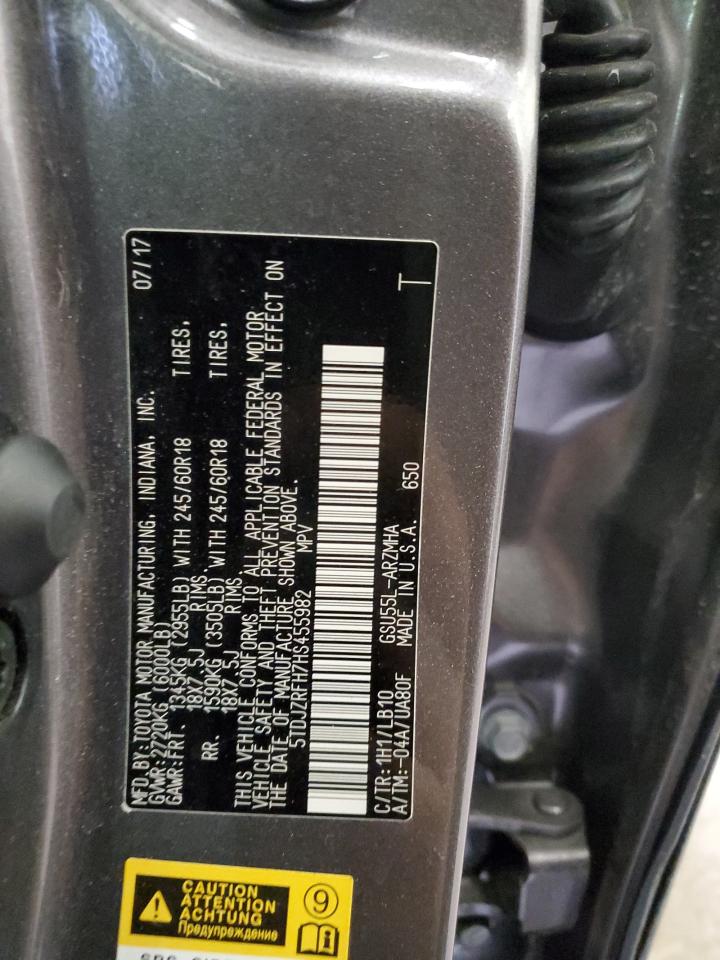 MFD.BY:TOYOTA MOTOR MANUFACTURING, INDIANA, INC. 07/17
GVWR:2720KG (6000LB)
GAWR:FRT. 1345KG (2955LB) WITH 245/60R18 TIRES,
18X7.5J RIMS,
RR. 1590KG (3505LB) WITH 245/60R18 TIRES,
18X7.5J RIMS
THIS VEHICLE CONFORMS TO ALL APPLICABLE FEDERAL MOTOR
VEHICLE SAFETY AND THEFT PREVENTION STANDARDS IN EFFECT ON
THE DATE OF MANUFACTURE SHOWN ABOVE.
5TDJZRFH7HS455982 MPV
C/TR:1H1/LB10 GSU55L-ARZMHA T
A/TM:-04A/UA80F MADE IN U.S.A. 650
CAUTION
ATTENTION
ACHTUNG
Предупреждение
9